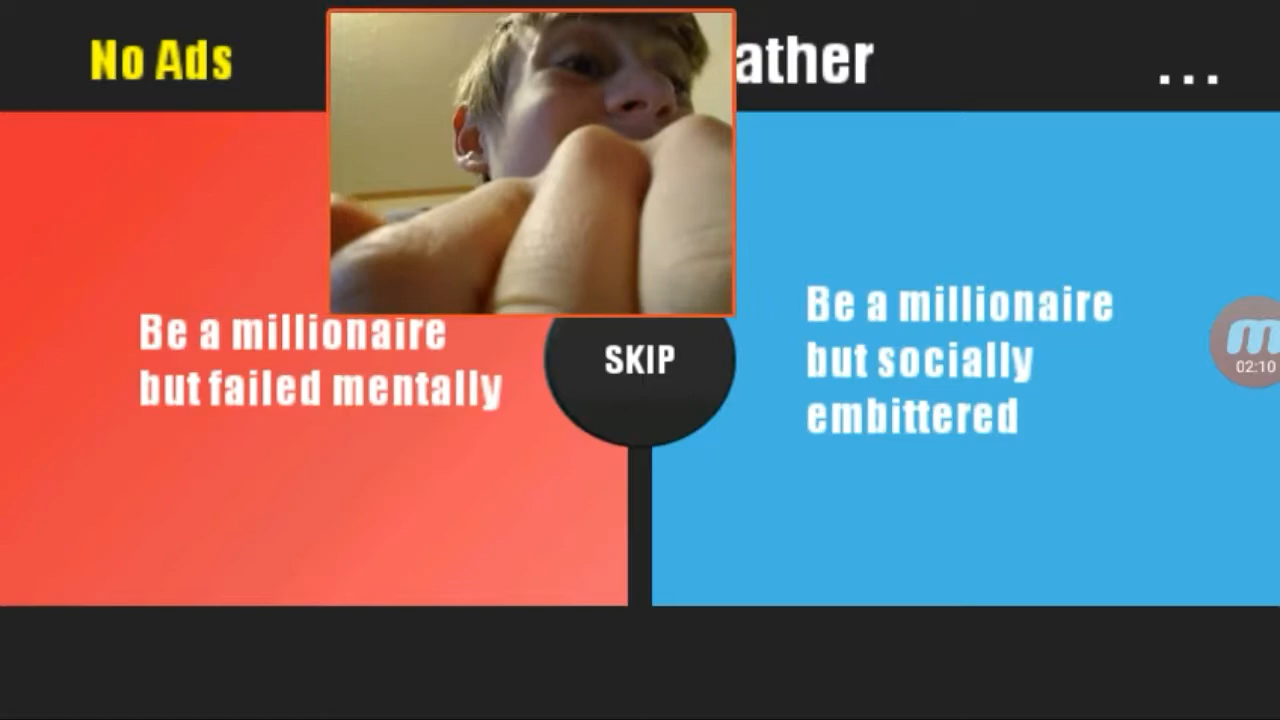 No Ads
ather
...
Be a millionaire
but failed mentally
SKIP
Be a millionaire
but socially
embittered
m
02:10